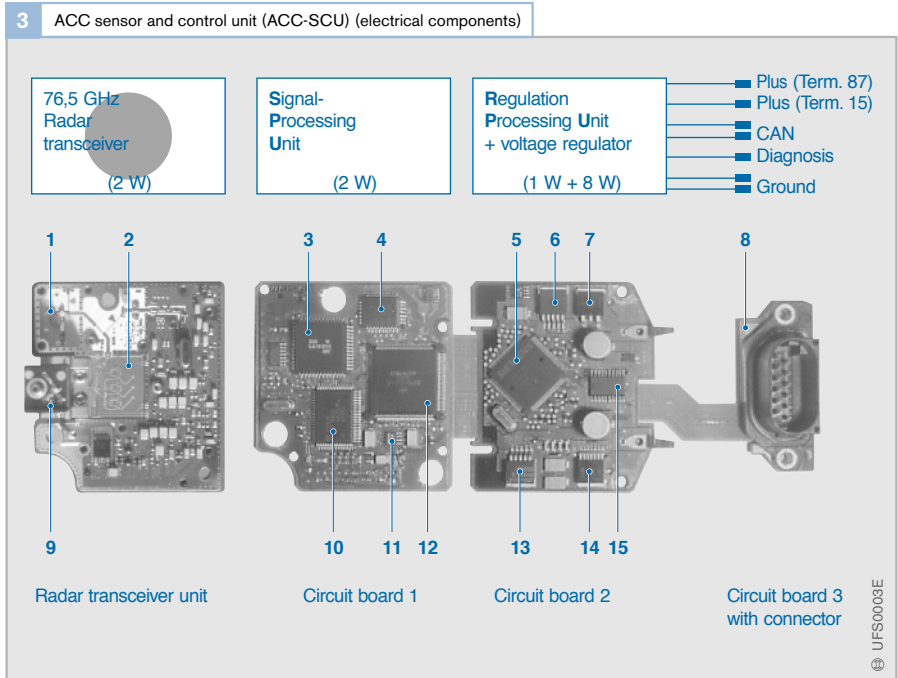 3 ACC sensor and control unit (ACC-SCU) (electrical components)
76,5 GHz
Radar
transceiver
(2 W)
Signal-
Processing
Unit
(2 W)
Regulation
Processing Unit
+ voltage regulator
(1 W + 8 W)
Plus (Term. 87)
Plus (Term. 15)
CAN
Diagnosis
Ground
1 2 3 4 5 6 7 8
9 10 11 12 13 14 15
Radar transceiver unit
Circuit board 1
Circuit board 2
Circuit board 3
with connector
UFS0003E